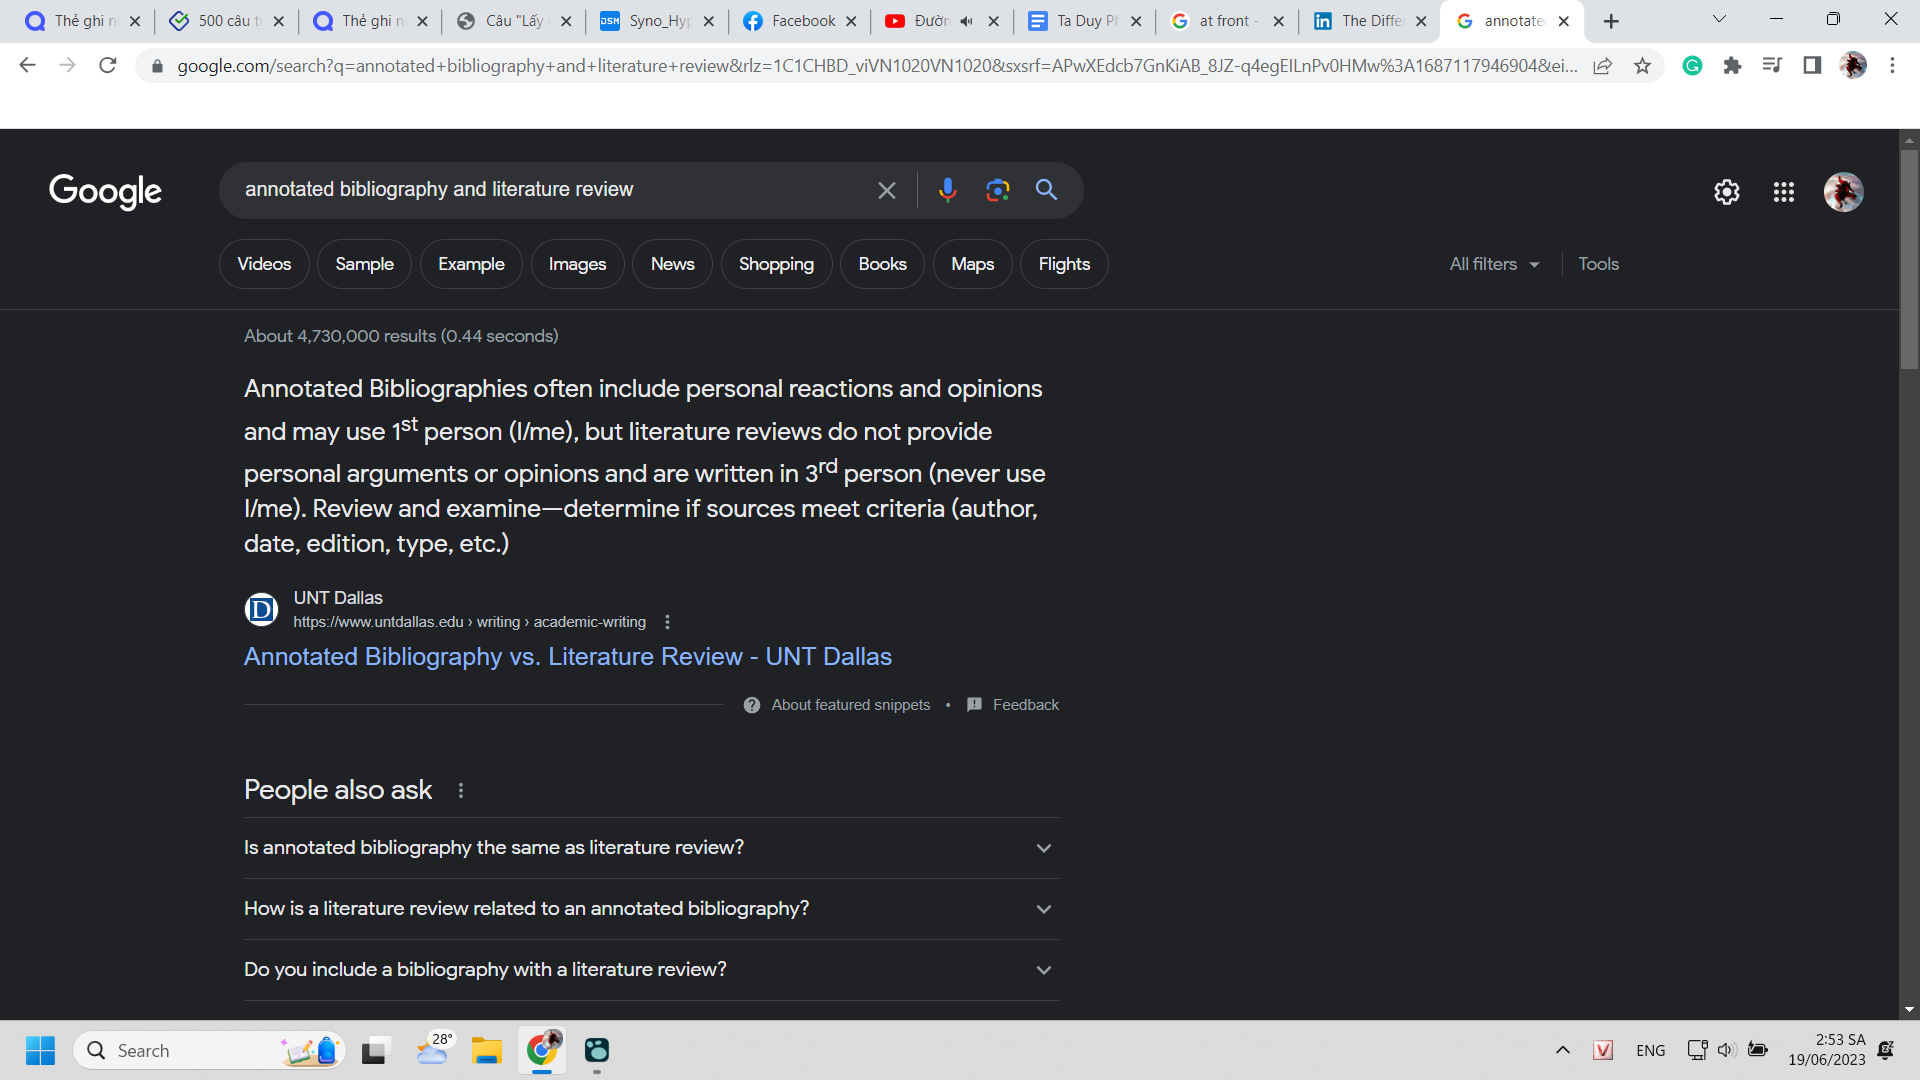 Thẻ ghi n
500 câu t
Thẻ ghi n
Câu "Lấy
DSM
Syno_Hyp
Facebook
Đườn
Ta Duy Ph
at front -
The Differ
annotated
google.com/search?q=annotated+bibliography+and+literature+review&rlz=1C1CHBD_viVN1020VN1020&sxsrf=APwXEdcb7GnKiAB_8JZ-q4egEILnPv0HMw%3A1687117946904&ei...
Google
annotated bibliography and literature review
Videos
Sample
Example
Images
News
Shopping
Books
Maps
Flights
All filters
Tools
About 4,730,000 results (0.44 seconds)
Annotated Bibliographies often include personal reactions and opinions
and may use 1st person (I/me), but literature reviews do not provide
personal arguments or opinions and are written in 3rd person (never use
I/me). Review and examine—determine if sources meet criteria (author,
date, edition, type, etc.)
D
UNT Dallas
https://www.untdallas.edu › writing › academic-writing
Annotated Bibliography vs. Literature Review - UNT Dallas
About featured snippets
•
Feedback
People also ask
Is annotated bibliography the same as literature review?
How is a literature review related to an annotated bibliography?
Do you include a bibliography with a literature review?
Search
28°
V
ENG
2:53 SA
19/06/2023